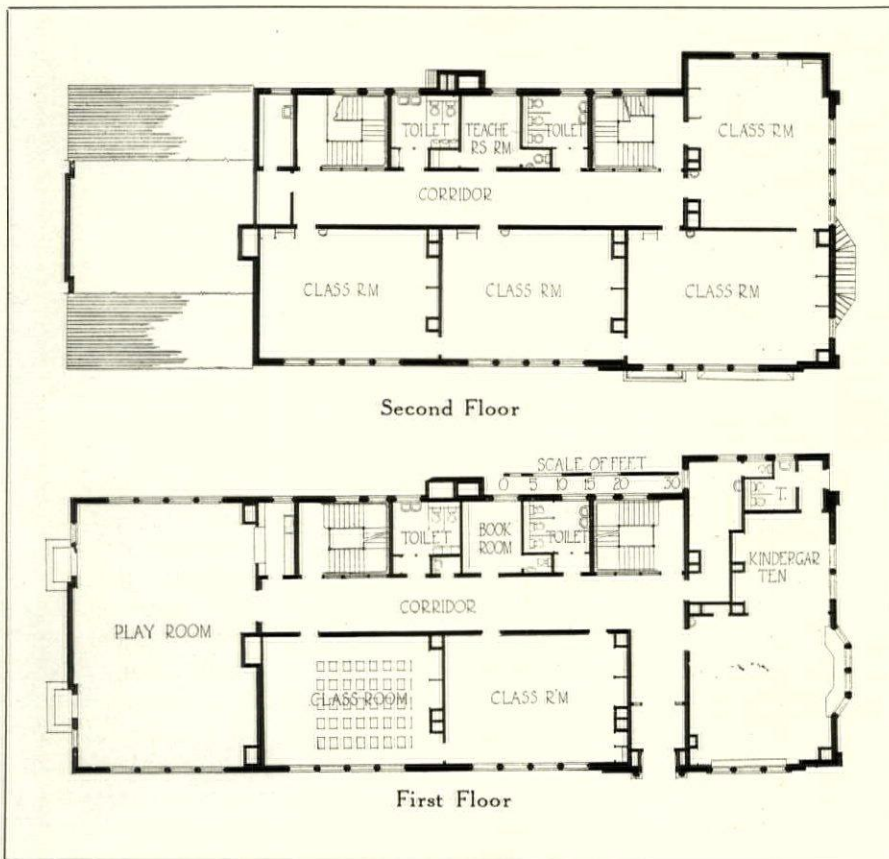 CLASS RM
TOILET
TEACHE
RS RM
TOILET
CORRIDOR
CLASS RM
CLASS RM
CLASS RM
Second Floor
SCALE OF FEET
0 5 10 15 20 30
T.
TOILET
BOOK
ROOM
TOILET
KINDERGAR
TEN
CORRIDOR
PLAY ROOM
CLASS ROOM
CLASS R'M
First Floor